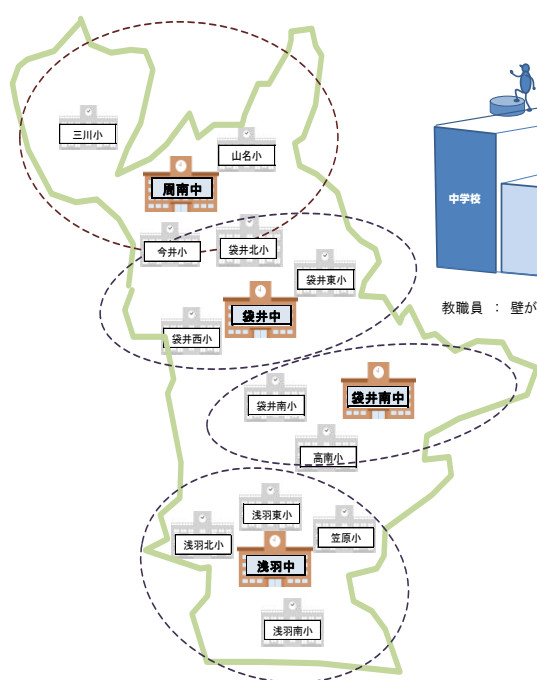 三川小
山名小
周南中
今井小
袋井北小
袋井東小
袋井中
袋井西小
袋井南中
袋井南小
高南小
浅羽東小
浅羽北小
笠原小
浅羽中
浅羽南小
中学校
教職員 : 壁が